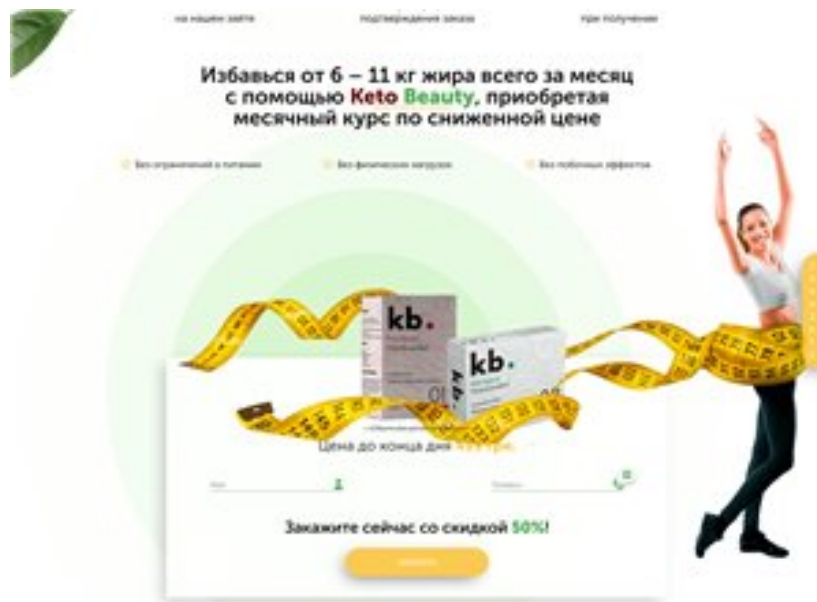 на нашем сайте
подтверждения заказа
при получении
Избавься от 6 – 11 кг жира всего за месяц
с помощью Keto Beauty, приобретая
месячный курс по сниженной цене
Без ограничений в питании
Без физических нагрузок
Без побочных эффектов
kb.
kb.
kb.
01
Цена до конца дня
Закажите сейчас со скидкой 50%!